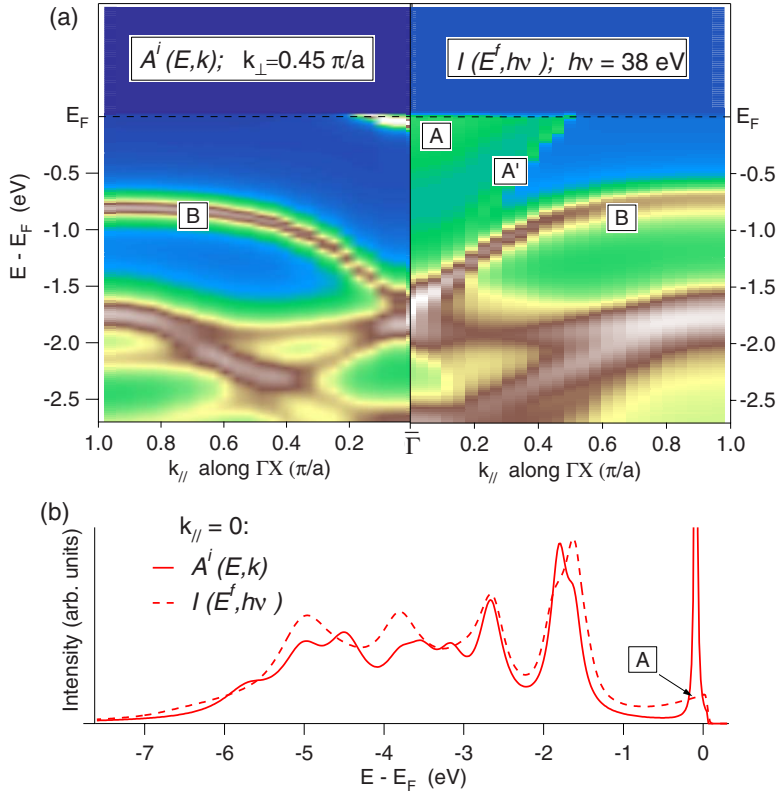 (a)
A^i (E,k); k⊥=0.45 π/a
I (E^f,hν ); hν = 38 eV
E_F
E_F
A
A'
B
B
-0.5
-1.0
-1.5
-2.0
-2.5
-0.5
-1.0
-1.5
-2.0
-2.5
E - E_F (eV)
1.0 0.8 0.6 0.4 0.2 Γ̅ 0.2 0.4 0.6 0.8 1.0
k_// along ΓX (π/a)
k_// along ΓX (π/a)
(b)
k_// = 0:
A^i (E,k)
I (E^f,hν )
A
Intensity (arb. units)
-7 -6 -5 -4 -3 -2 -1 0
E - E_F (eV)